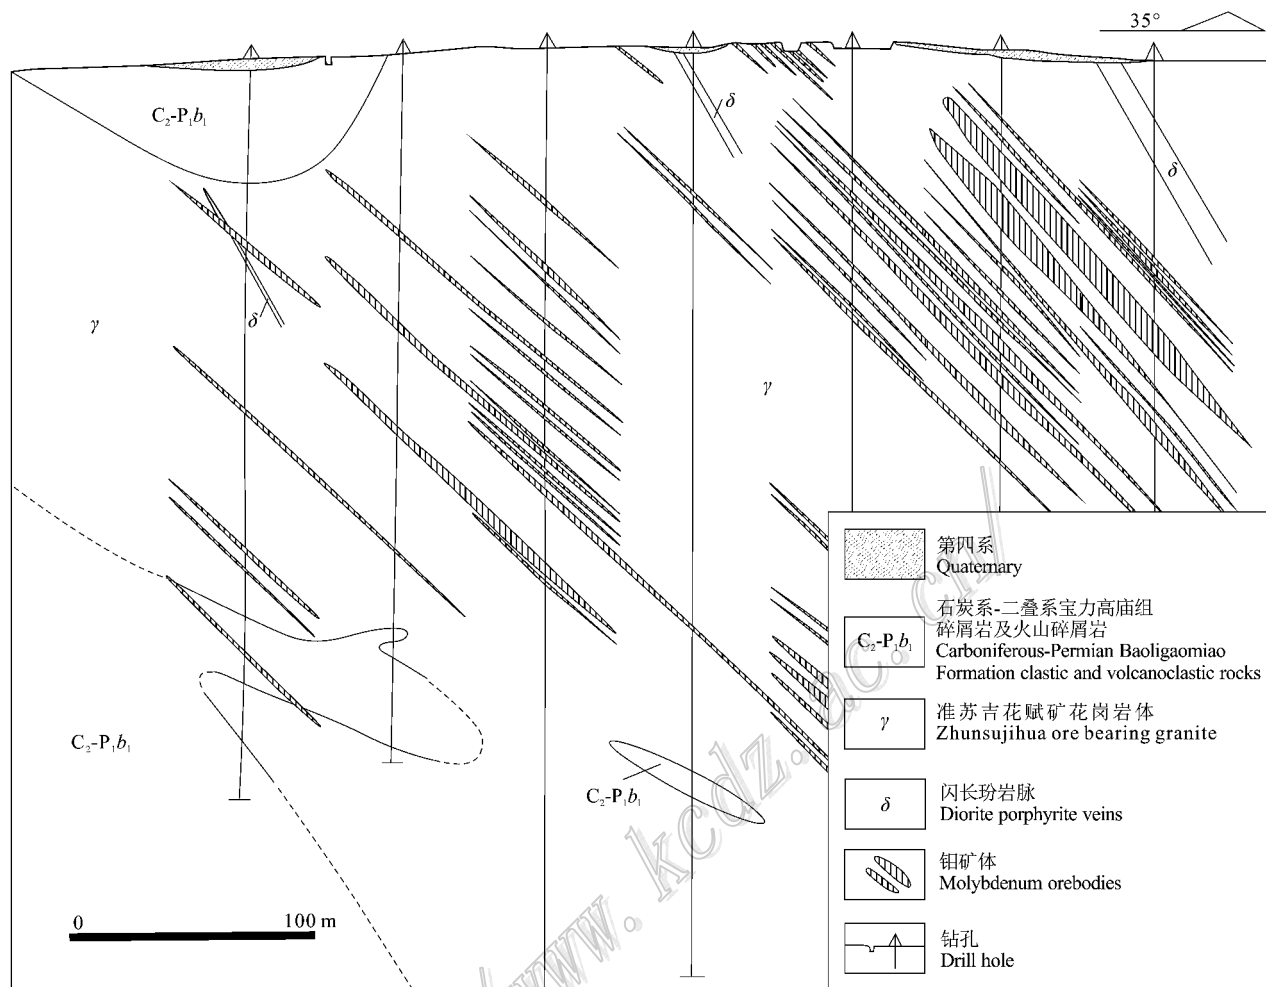 35°
C₂-P₁b₁
δ
δ
δ
γ
γ
C₂-P₁b₁
C₂-P₁b₁
0 100 m
第四系
Quaternary
C₂-P₁b₁
石炭系-二叠系宝力高庙组
碎屑岩及火山碎屑岩
Carboniferous-Permian Baoligaomiao
Formation clastic and volcanoclastic rocks
γ
准苏吉花赋矿花岗岩体
Zhunsujihua ore bearing granite
δ
闪长玢岩脉
Diorite porphyrite veins
钼矿体
Molybdenum orebodies
钻孔
Drill hole
/www.kcdz.ac.cn/